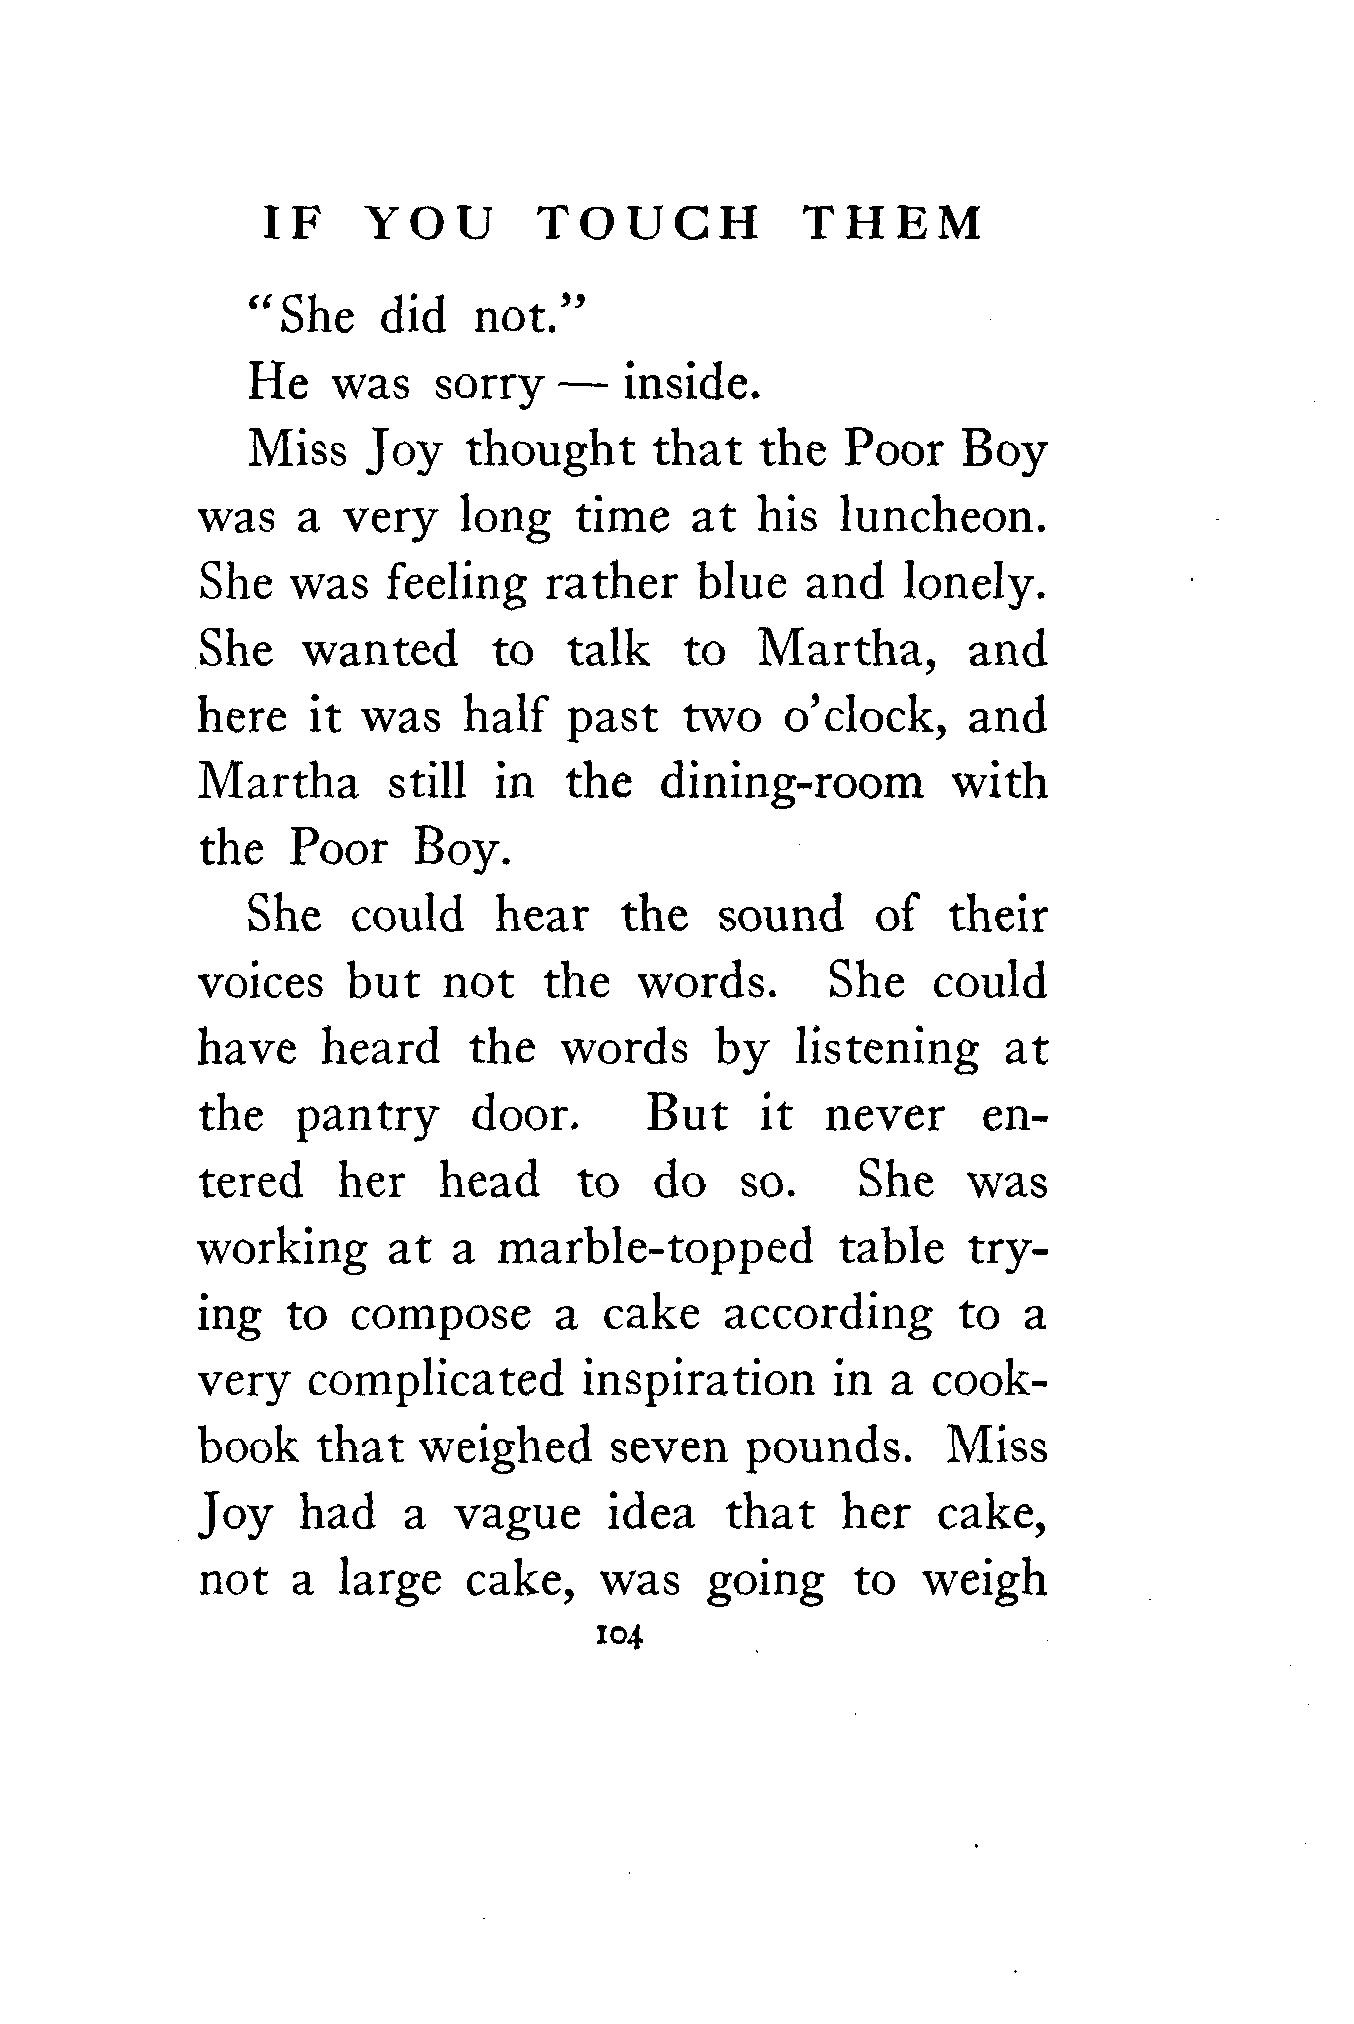 IF YOU TOUCH THEM
“She did not.”
He was sorry — inside.
Miss Joy thought that the Poor Boy
was a very long time at his luncheon.
She was feeling rather blue and lonely.
She wanted to talk to Martha, and
here it was half past two o’clock, and
Martha still in the dining-room with
the Poor Boy.
She could hear the sound of their
voices but not the words. She could
have heard the words by listening at
the pantry door. But it never en-
tered her head to do so. She was
working at a marble-topped table try-
ing to compose a cake according to a
very complicated inspiration in a cook-
book that weighed seven pounds. Miss
Joy had a vague idea that her cake,
not a large cake, was going to weigh
104